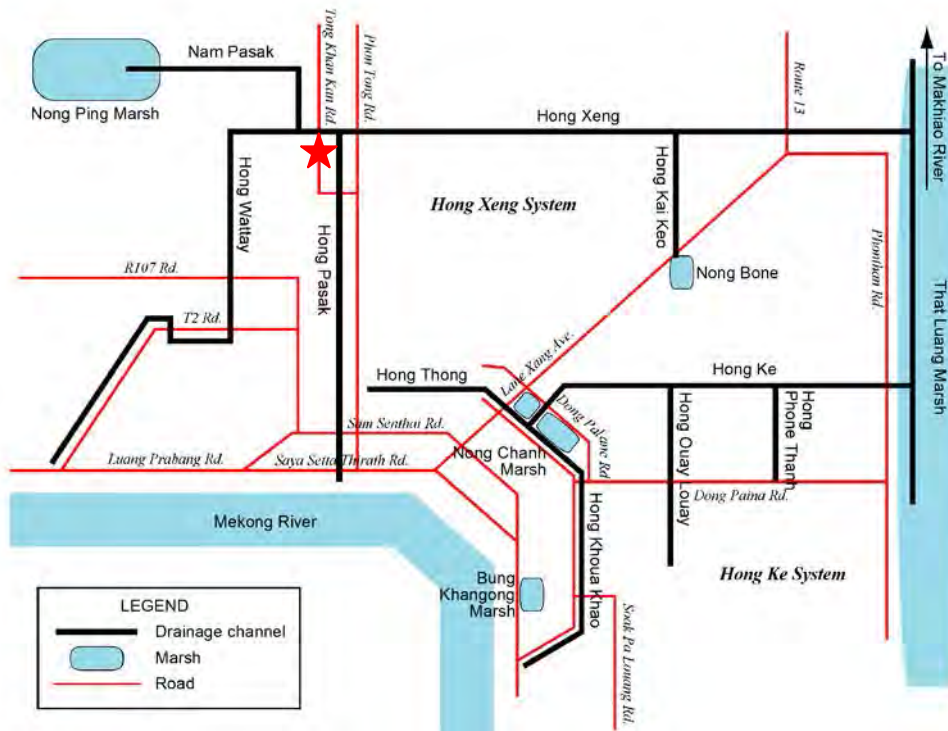 Nam Pasak
Nong Ping Marsh
Tong Khan Kan Rd.
Phon Tong Rd.
Route 13
To Makhiao River
Hong Xeng
Hong Wattay
Hong Xeng System
Hong Kai Keo
Hong Pasak
R107 Rd.
Nong Bone
Phonthan Rd
That Luang Marsh
T2 Rd.
Lane Xang Ave.
Hong Ke
Hong Thong
Dong Palane Rd
Hong Ouay Louay
Hong
Phone Thanh
Sam Senthai Rd.
Nong Chanh
Marsh
Luang Prabang Rd.
Saya Setta Thirath Rd.
Dong Paina Rd.
Mekong River
Hong Khoua Khao
Hong Ke System
Bung
Khangong
Marsh
Soak Pa Louang Rd.
LEGEND
Drainage channel
Marsh
Road